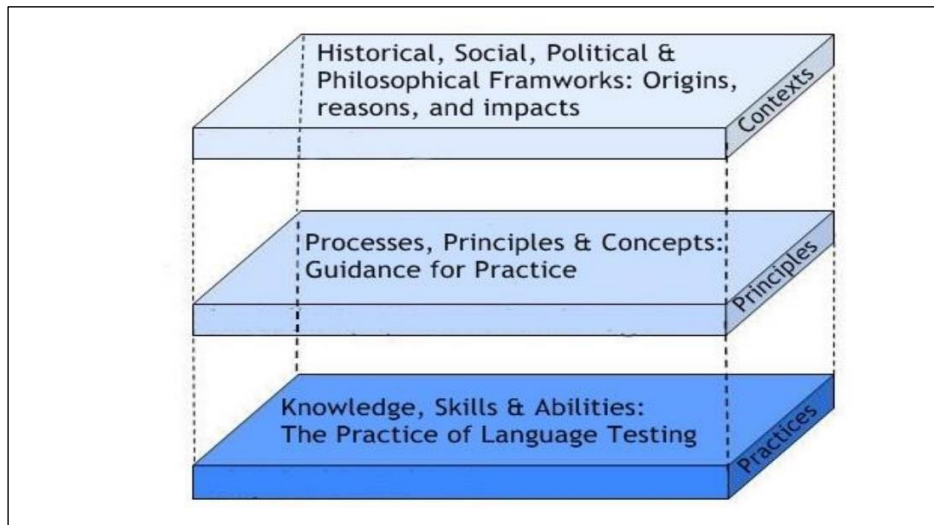 Historical, Social, Political &
Philosophical Framworks: Origins,
reasons, and impacts
Contexts
Processes, Principles & Concepts:
Guidance for Practice
Principles
Knowledge, Skills & Abilities:
The Practice of Language Testing
Practices